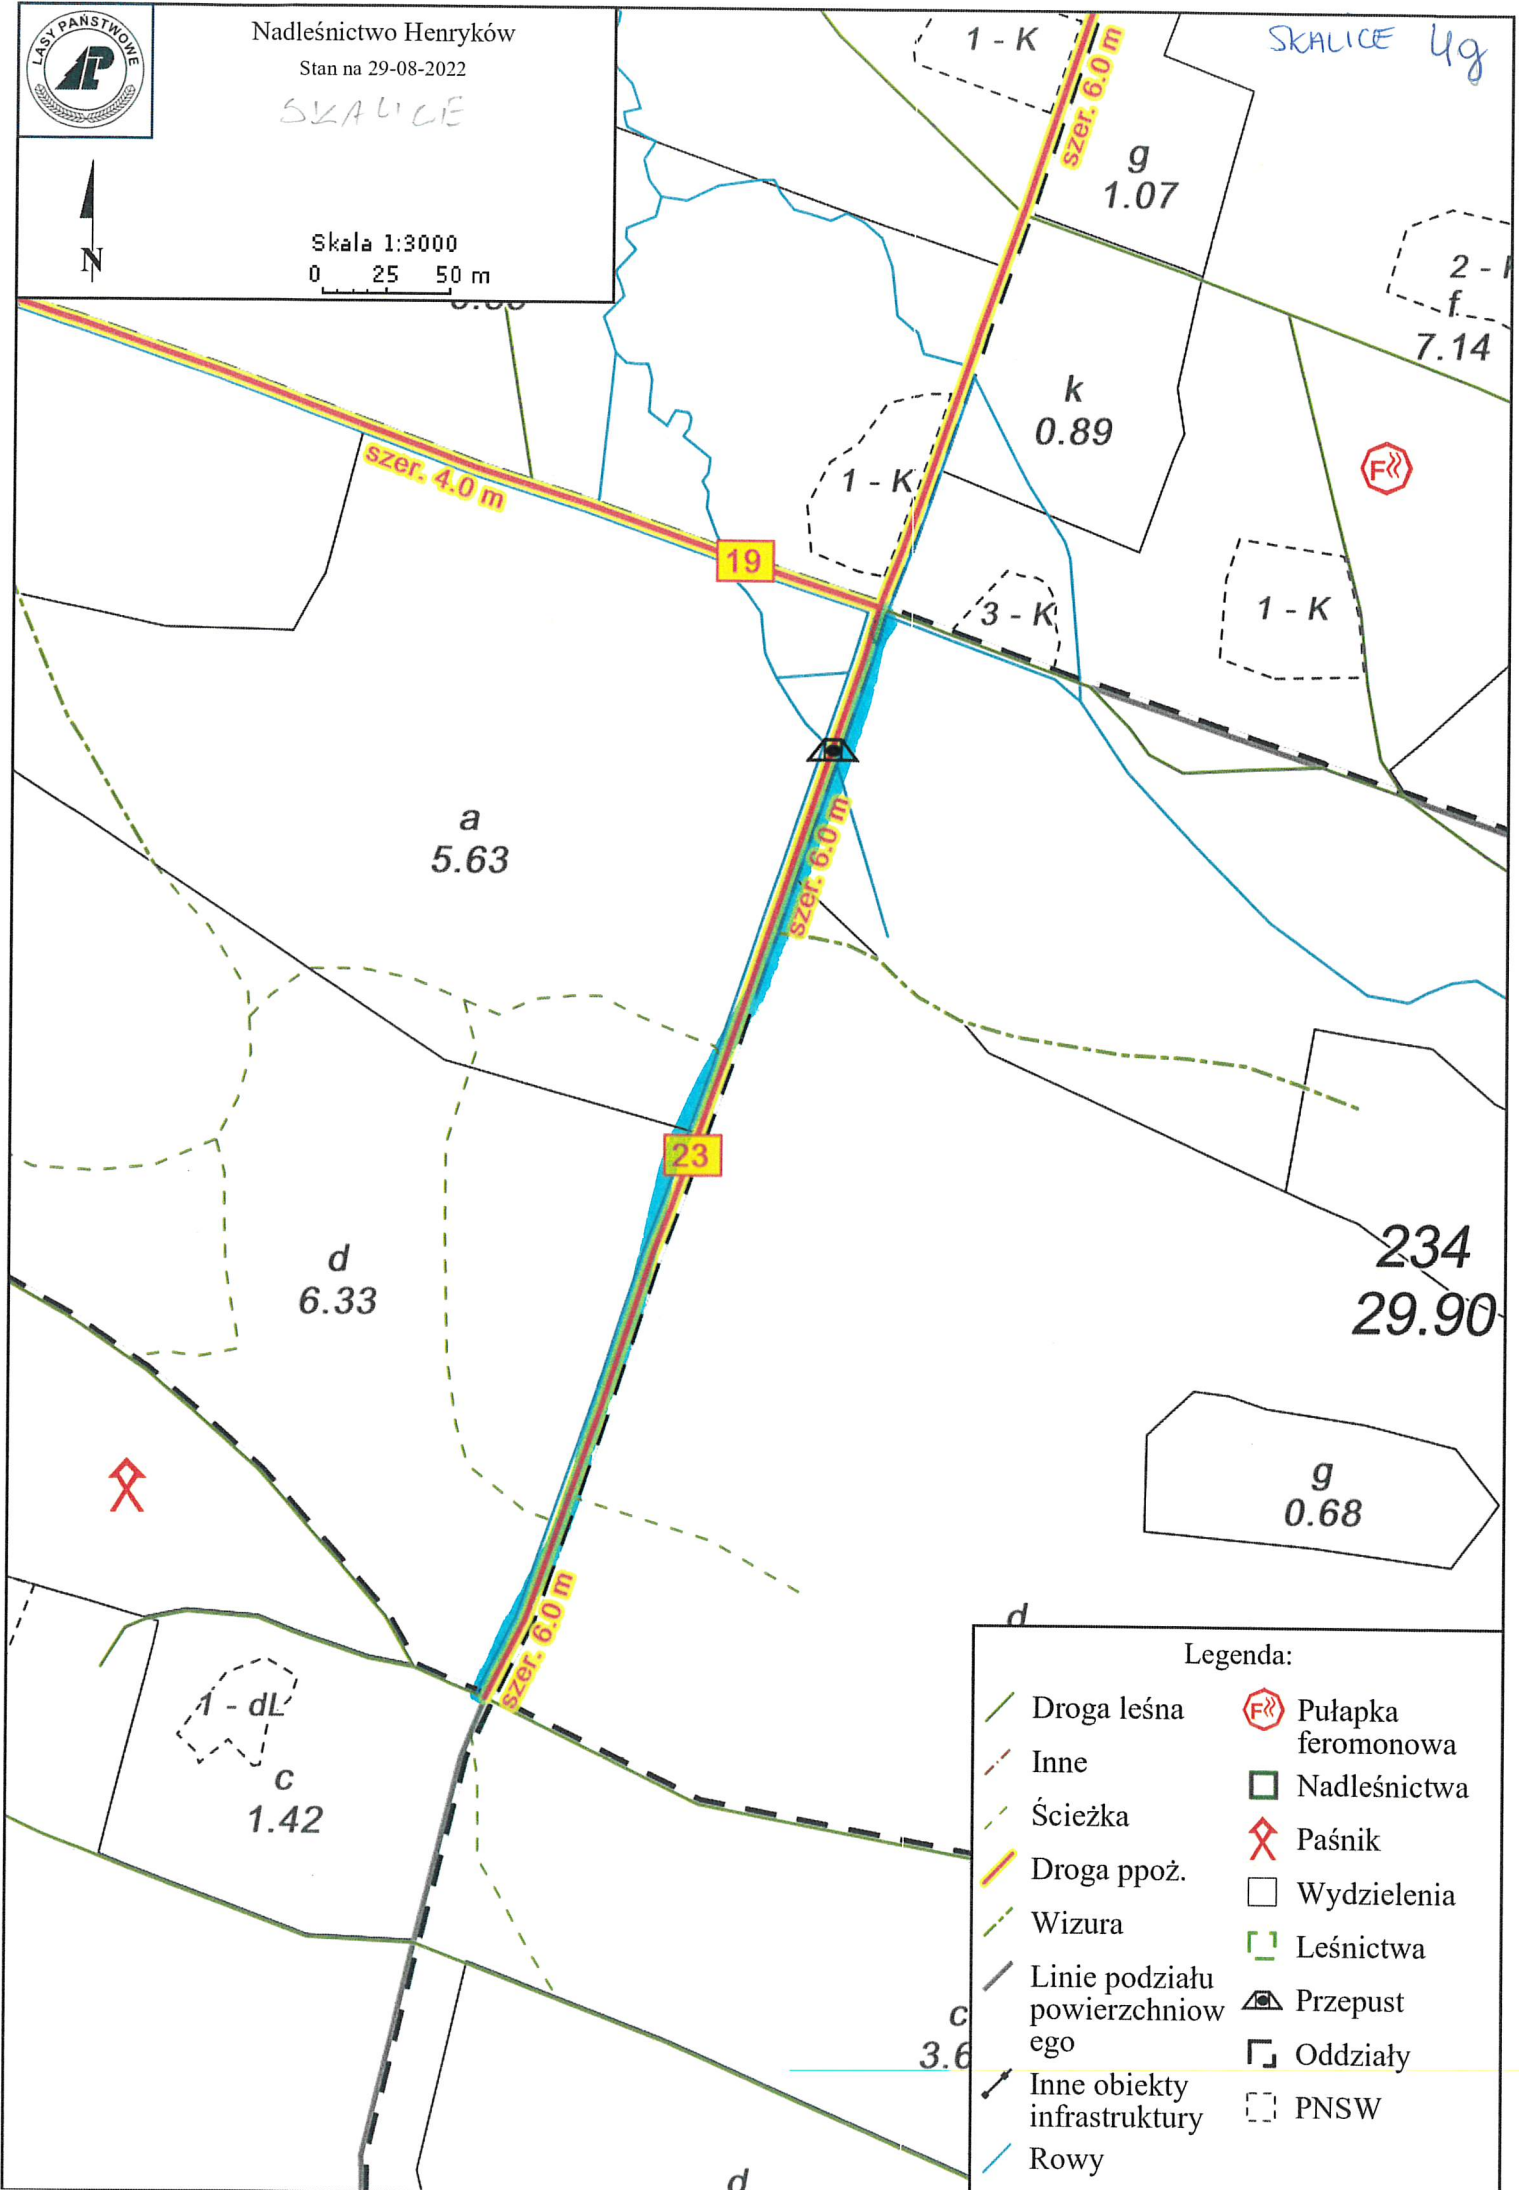 LASY PAŃSTWOWE
Nadleśnictwo Henryków
Stan na 29-08-2022
SKALICE
N
Skala 1:3000
0 25 50 m
SKALICE 4g
1 - K
szer. 6.0 m
g
1.07
2 -
f
7.14
k
0.89
szer. 4.0 m
1 - K
F
19
3 - K
1 - K
a
5.63
szer. 6.0 m
23
d
6.33
234
29.90
g
0.68
szer. 6.0 m
d
1 - dL
c
1.42
c
3.6
d
Legenda:
Droga leśna
Inne
Ścieżka
Droga ppoż.
Wizura
Linie podziału
powierzchniow
ego
Inne obiekty
infrastruktury
Rowy
F
Pułapka
feromonowa
Nadleśnictwa
Paśnik
Wydzielenia
Leśnictwa
Przepust
Oddziały
PNSW